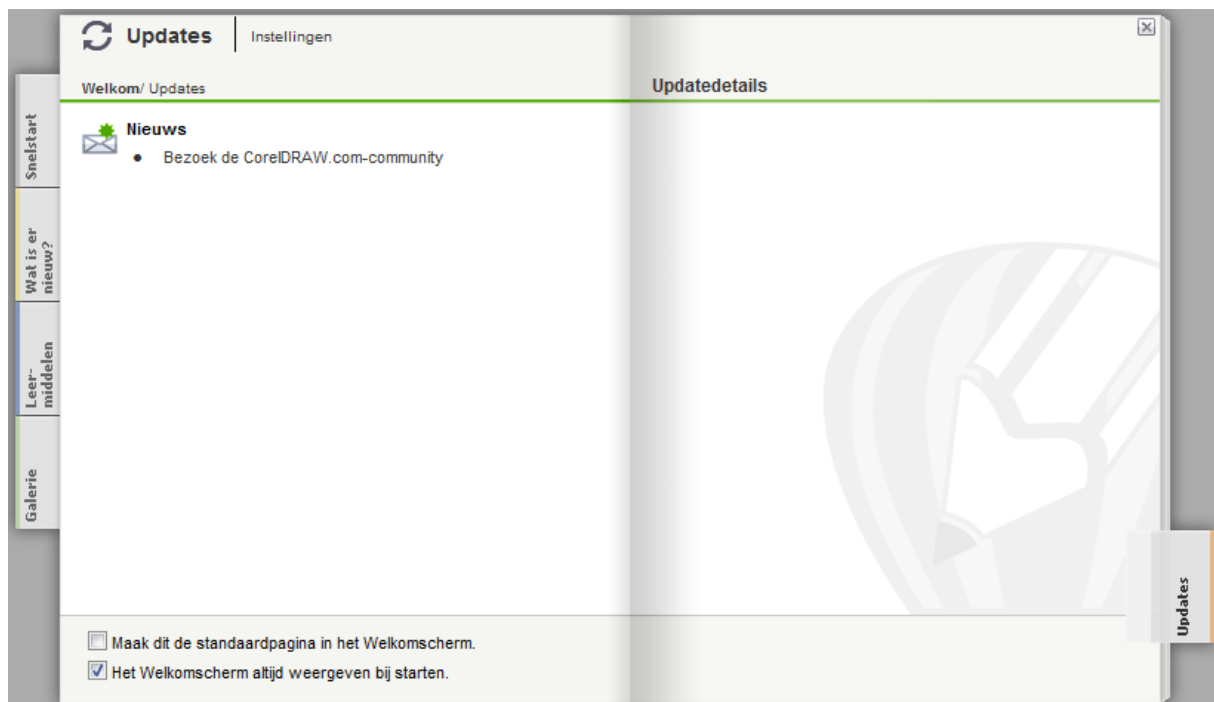 Updates
Instellingen
Welkom/ Updates
Updatedetails
Nieuws
• Bezoek de CorelDRAW.com-community
Snelstart
Wat is er
nieuw?
Leer-
middelen
Galerie
Updates
Maak dit de standaardpagina in het Welkomscherm.
Het Welkomscherm altijd weergeven bij starten.